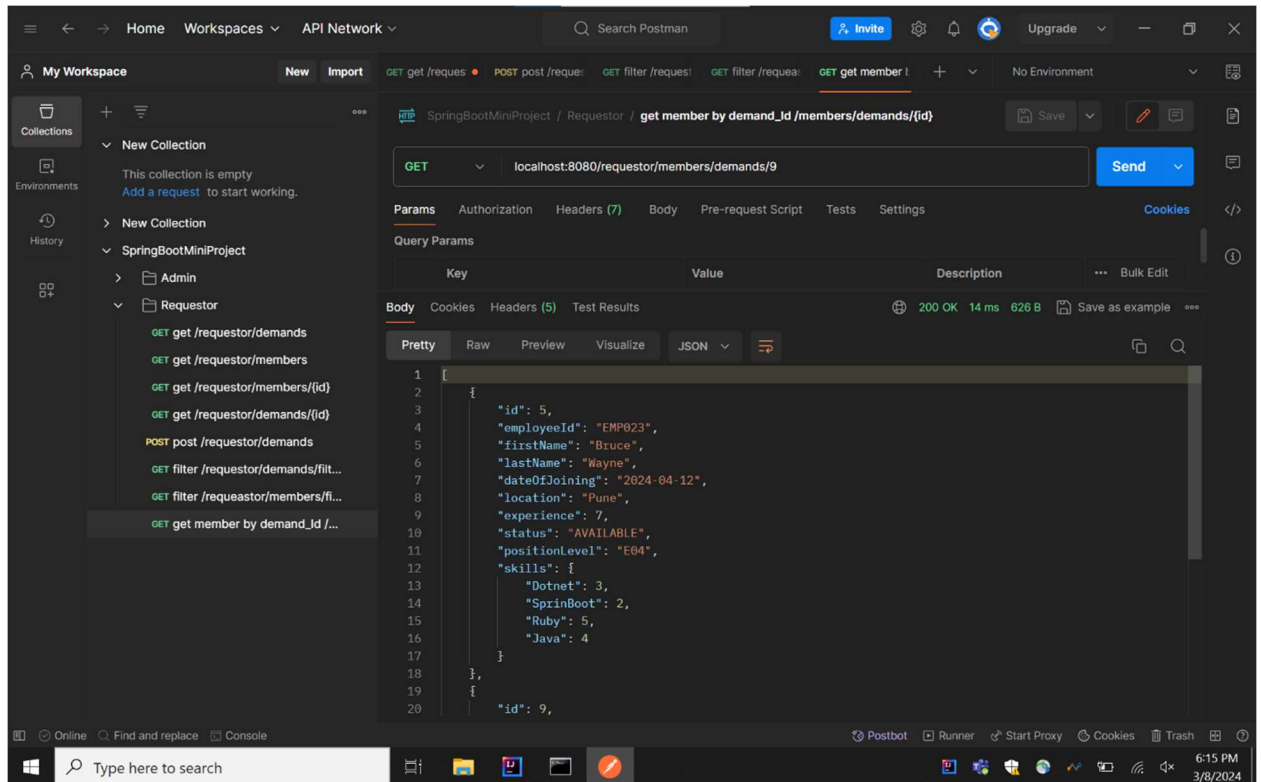 Home Workspaces API Network Search Postman Invite Upgrade
My Workspace New Import GET get /reques POST post /reques GET filter /request GET filter /requeas GET get member b No Environment
Collections
Environments
History
New Collection
This collection is empty
Add a request to start working.
New Collection
SpringBootMiniProject
Admin
Requestor
GET get /requestor/demands
GET get /requestor/members
GET get /requestor/members/{id}
GET get /requestor/demands/{id}
POST post /requestor/demands
GET filter /requestor/demands/filt...
GET filter /requeastor/members/fi...
GET get member by demand_Id /...
HTTP SpringBootMiniProject / Requestor / get member by demand_Id /members/demands/{id} Save
GET localhost:8080/requestor/members/demands/9 Send
Params Authorization Headers (7) Body Pre-request Script Tests Settings Cookies
Query Params
Key Value Description Bulk Edit
Body Cookies Headers (5) Test Results 200 OK 14 ms 626 B Save as example
Pretty Raw Preview Visualize JSON
1 [
2 {
3 "id": 5,
4 "employeeId": "EMP023",
5 "firstName": "Bruce",
6 "lastName": "Wayne",
7 "dateOfJoining": "2024-04-12",
8 "location": "Pune",
9 "experience": 7,
10 "status": "AVAILABLE",
11 "positionLevel": "E04",
12 "skills": {
13 "Dotnet": 3,
14 "SprinBoot": 2,
15 "Ruby": 5,
16 "Java": 4
17 }
18 },
19 {
20 "id": 9,
Online Find and replace Console Postbot Runner Start Proxy Cookies Trash
Type here to search
6:15 PM
3/8/2024